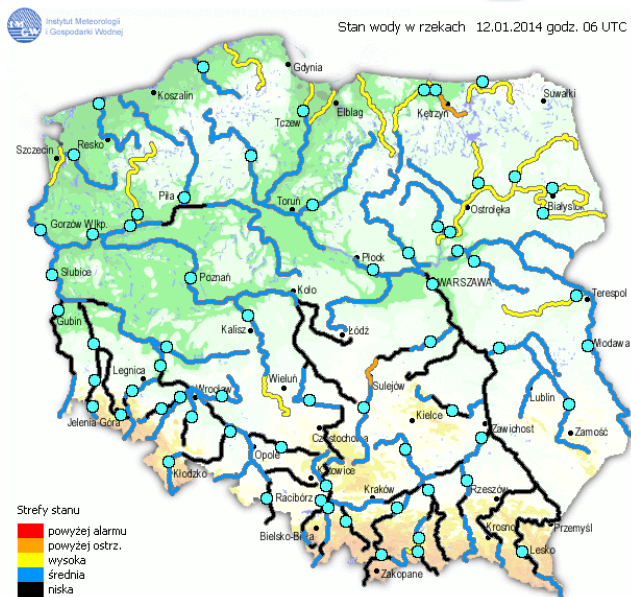 IMGW
Instytut Meteorologii
i Gospodarki Wodnej
Stan wody w rzekach 12.01.2014 godz. 06 UTC
Gdynia
Koszalin
Suwałki
Elbląg
Kętrzyn
Tczew
Resko
Szczecin
Piła
Toruń
Ostrołęka
Białystok
Gorzów Wlkp.
Płock
Słubice
Poznań
Koło
WARSZAWA
Terespol
Gubin
Kalisz
Łódź
Włodawa
Legnica
Wrocław
Wieluń
Sulejów
Lublin
Jelenia Góra
Kielce
Zawichost
Zamość
Częstochowa
Opole
Kłodzko
Katowice
Racibórz
Kraków
Rzeszów
Bielsko-Biała
Krosno
Przemyśl
Lesko
Zakopane
Strefy stanu
powyżej alarmu
powyżej ostrz.
wysoka
średnia
niska